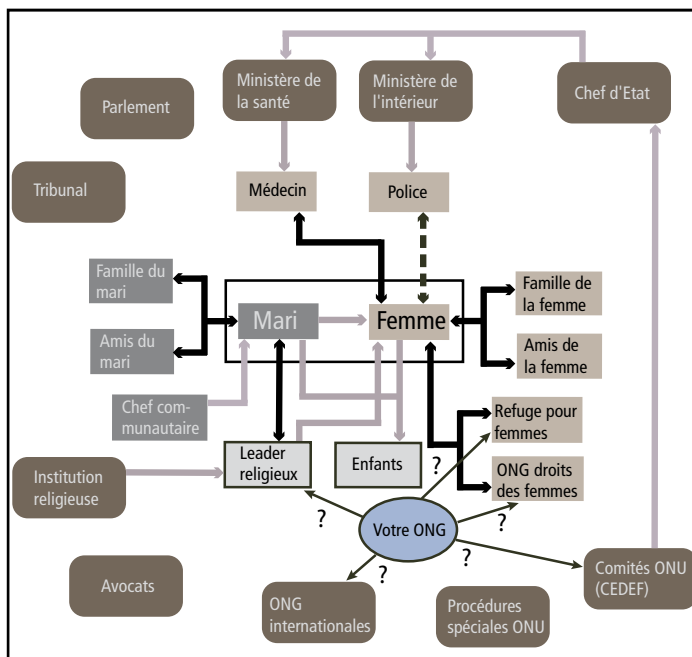 Parlement
Ministère de
la santé
Ministère de
l'intérieur
Chef d'Etat
Tribunal
Médecin
Police
Famille du
mari
Amis du
mari
Mari
Femme
Famille de
la femme
Amis de
la femme
Chef com-
munautaire
Leader
religieux
Enfants
Refuge pour
femmes
ONG droits
des femmes
Institution
religieuse
?
?
?
Votre ONG
?
?
Avocats
ONG
internationales
Procédures
spéciales ONU
Comités ONU
(CEDEF)